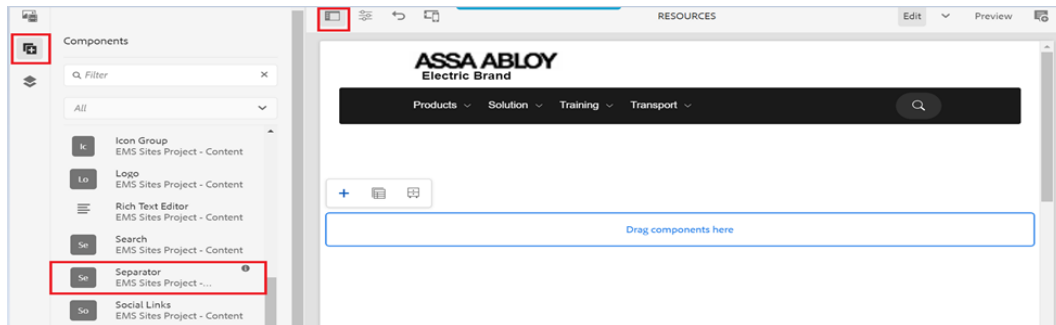 RESOURCES
Edit
Preview
Components
Filter
All
Ic
Icon Group
EMS Sites Project - Content
Lo
Logo
EMS Sites Project - Content
Rich Text Editor
EMS Sites Project - Content
Se
Search
EMS Sites Project - Content
Se
Separator
EMS Sites Project -...
So
Social Links
EMS Sites Project - Content
ASSA ABLOY
Electric Brand
Products Solution Training Transport
Drag components here